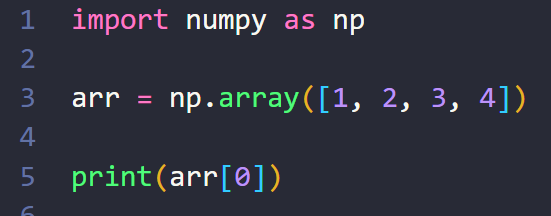 1 import numpy as np
2
3 arr = np.array([1, 2, 3, 4])
4
5 print(arr[0])
6